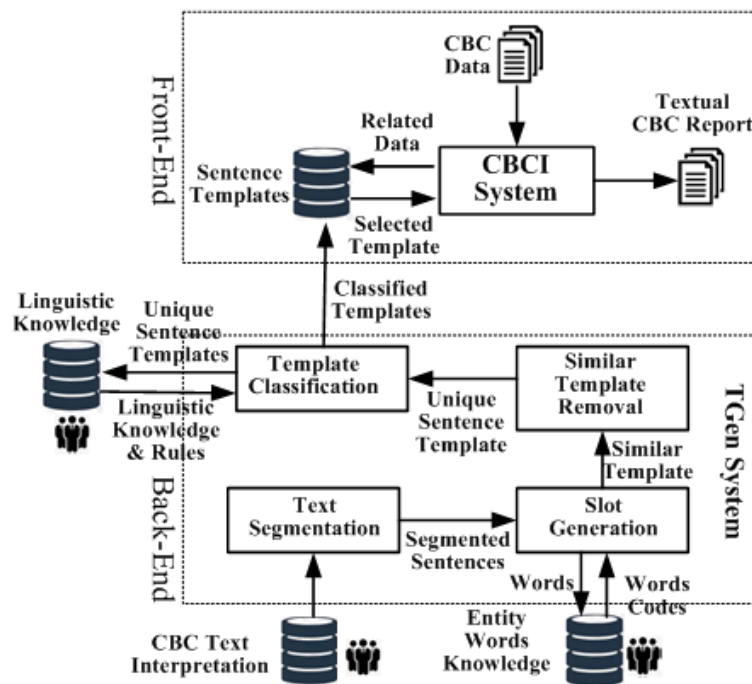 CBC
Data
Textual
CBC Report
Related
Data
CBCI
System
Sentence
Templates
Selected
Template
Front-End
Classified
Templates
Linguistic
Knowledge
Unique
Sentence
Templates
Template
Classification
Similar
Template
Removal
Unique
Sentence
Template
Linguistic
Knowledge
& Rules
Similar
Template
TGen System
Back-End
Text
Segmentation
Segmented
Sentences
Slot
Generation
Words
Words
Codes
CBC Text
Interpretation
Entity
Words
Knowledge